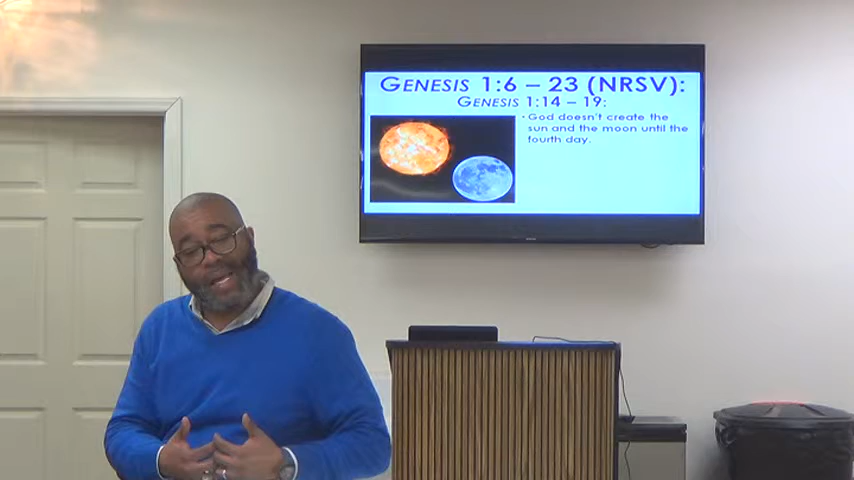 GENESIS 1:6 – 23 (NRSV):
GENESIS 1:14 – 19:
• God doesn't create the
sun and the moon until the
fourth day.